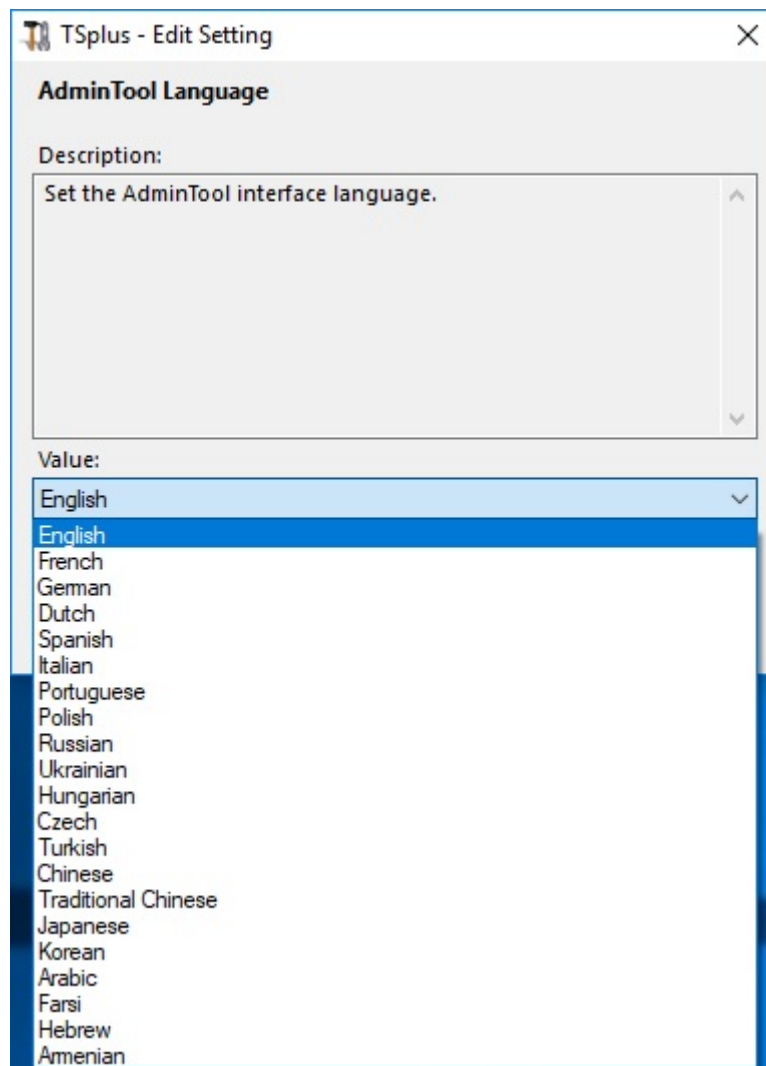 TSplus - Edit Setting
AdminTool Language
Description:
Set the AdminTool interface language.
Value:
English
English
French
German
Dutch
Spanish
Italian
Portuguese
Polish
Russian
Ukrainian
Hungarian
Czech
Turkish
Chinese
Traditional Chinese
Japanese
Korean
Arabic
Farsi
Hebrew
Armenian